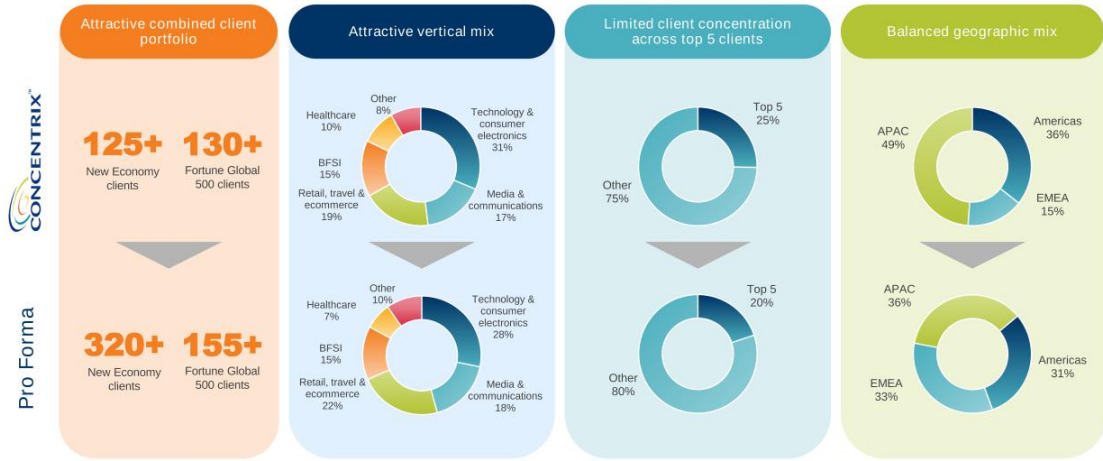 Attractive combined client
portfolio
Attractive vertical mix
Limited client concentration
across top 5 clients
Balanced geographic mix
CONCENTRIX™
125+
New Economy
clients
130+
Fortune Global
500 clients
Other
8%
Healthcare
10%
BFSI
15%
Retail, travel &
ecommerce
19%
Technology &
consumer
electronics
31%
Media &
communications
17%
Top 5
25%
Other
75%
APAC
49%
Americas
36%
EMEA
15%
Pro Forma
320+
New Economy
clients
155+
Fortune Global
500 clients
Other
10%
Healthcare
7%
BFSI
15%
Retail, travel &
ecommerce
22%
Technology &
consumer
electronics
28%
Media &
communications
18%
Top 5
20%
Other
80%
APAC
36%
Americas
31%
EMEA
33%